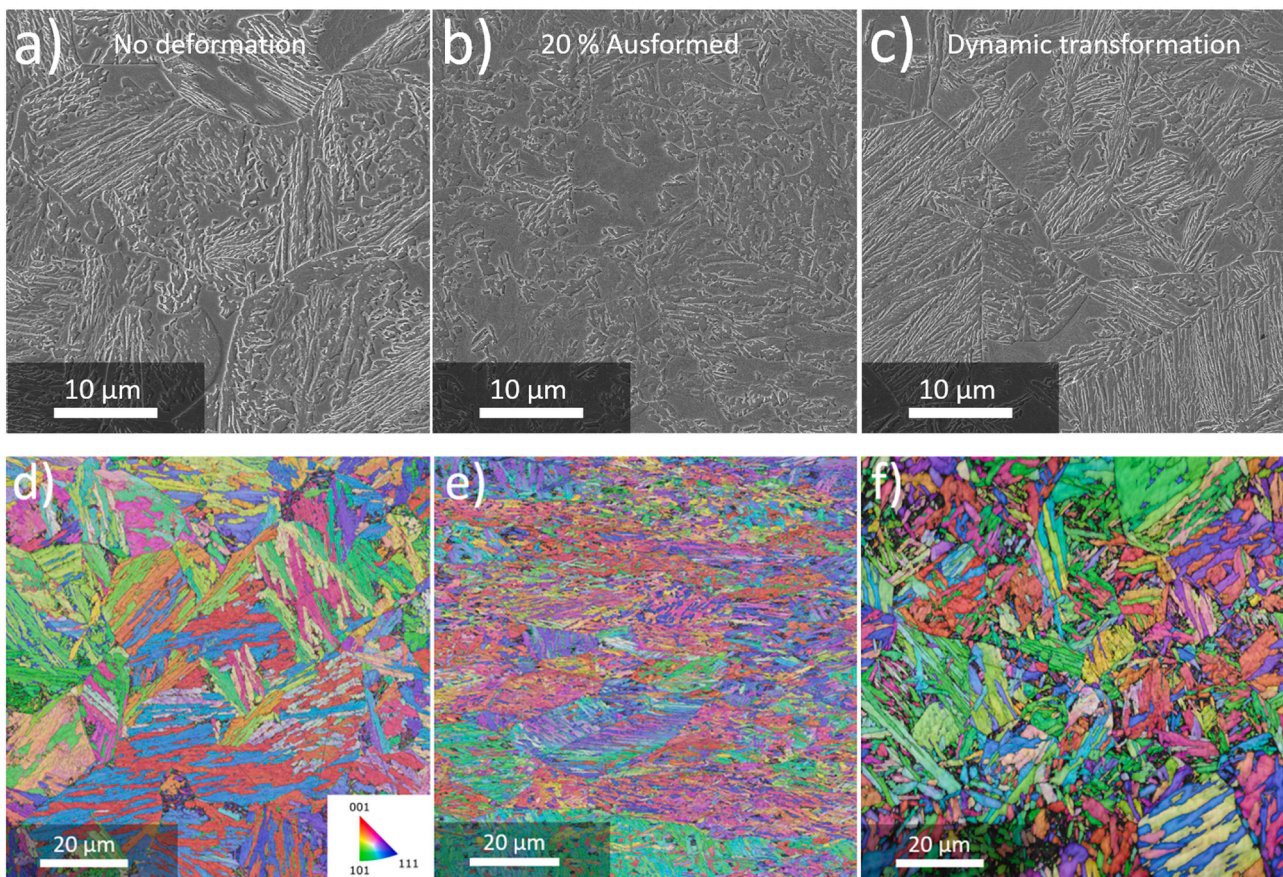 a)
No deformation
b)
20 % Ausformed
c)
Dynamic transformation
10 μm
10 μm
10 μm
d)
e)
f)
001
101
111
20 μm
20 μm
20 μm